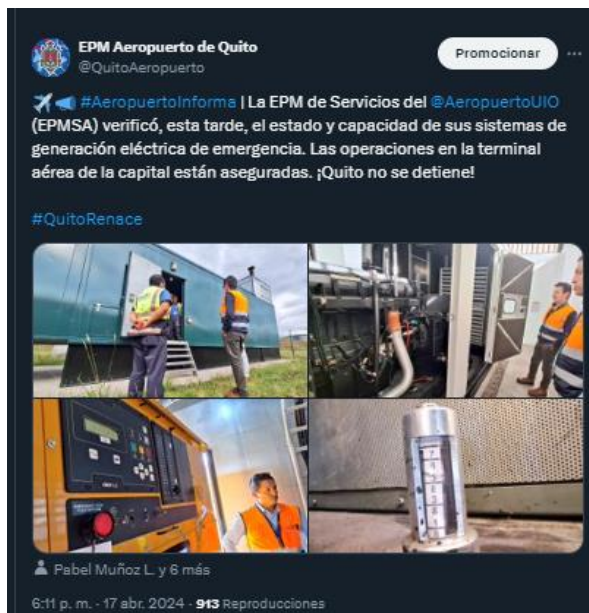 EPM Aeropuerto de Quito
@QuitoAeropuerto
Promocionar
#AeropuertoInforma | La EPM de Servicios del @AeropuertoUIO
(EPMSA) verificó, esta tarde, el estado y capacidad de sus sistemas de
generación eléctrica de emergencia. Las operaciones en la terminal
aérea de la capital están aseguradas. ¡Quito no se detiene!
#QuitoRenace
Pabel Muñoz L. y 6 más
6:11 p. m. · 17 abr. 2024 · 913 Reproducciones